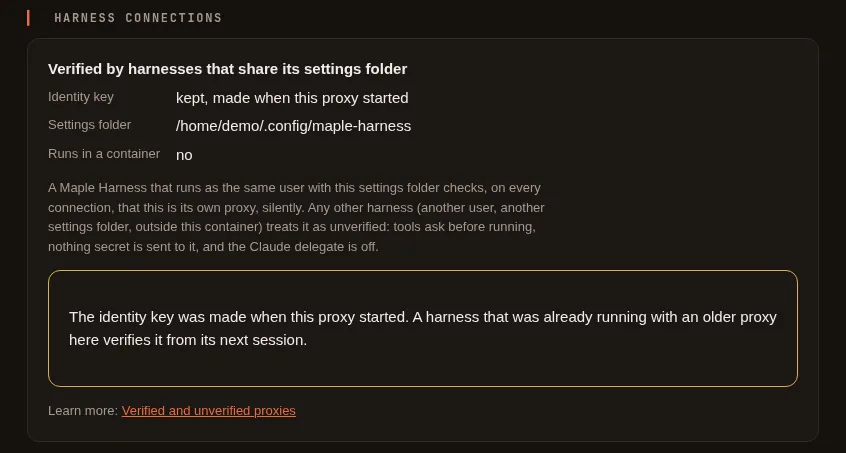 HARNESS CONNECTIONS
Verified by harnesses that share its settings folder
Identity key kept, made when this proxy started
Settings folder /home/demo/.config/maple-harness
Runs in a container no
A Maple Harness that runs as the same user with this settings folder checks, on every
connection, that this is its own proxy, silently. Any other harness (another user, another
settings folder, outside this container) treats it as unverified: tools ask before running,
nothing secret is sent to it, and the Claude delegate is off.
The identity key was made when this proxy started. A harness that was already running with an older proxy
here verifies it from its next session.
Learn more: Verified and unverified proxies